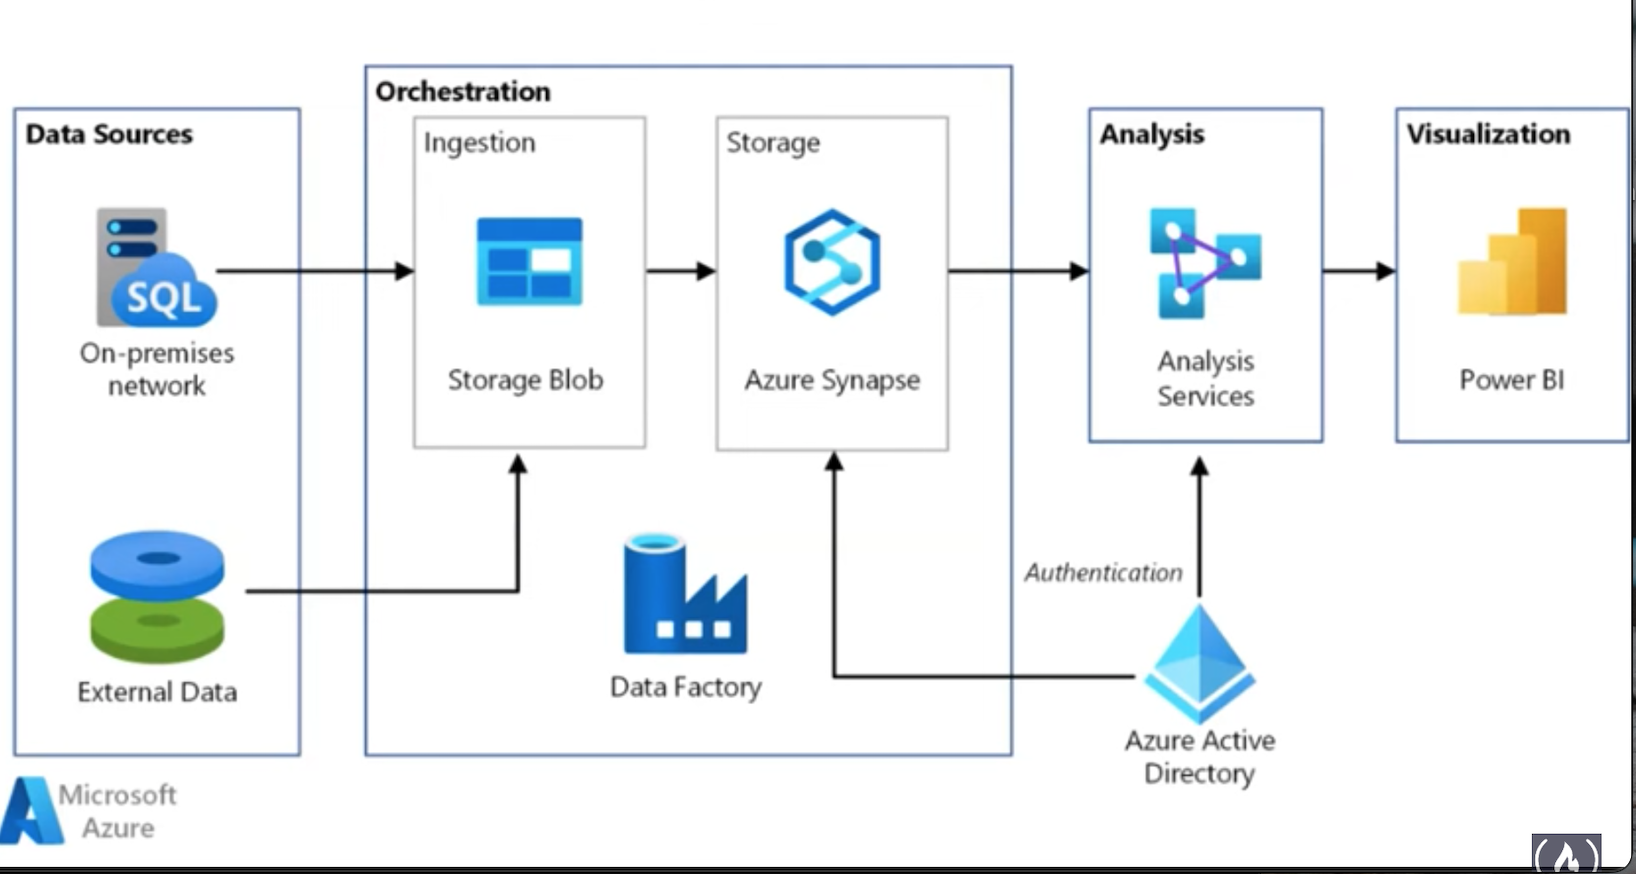 Data Sources
SQL
On-premises
network
External Data
Orchestration
Ingestion
Storage Blob
Storage
Azure Synapse
Data Factory
Analysis
Analysis
Services
Authentication
Azure Active
Directory
Visualization
Power BI
Microsoft
Azure